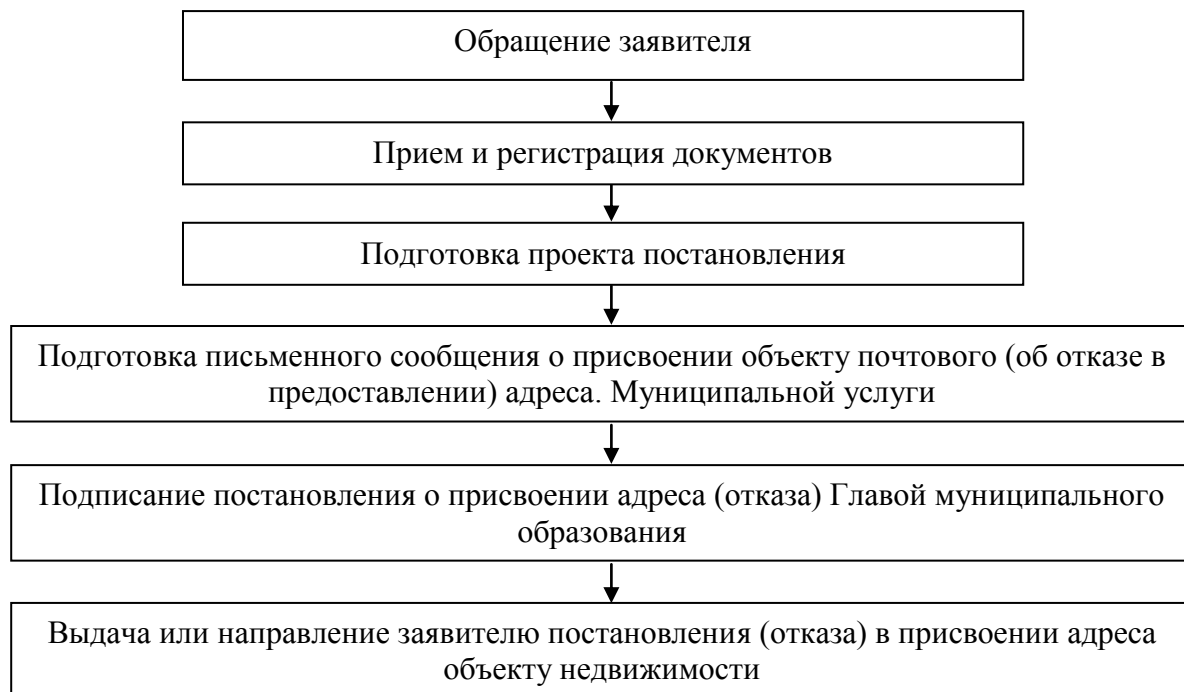 Обращение заявителя
Прием и регистрация документов
Подготовка проекта постановления
Подготовка письменного сообщения о присвоении объекту почтового (об отказе в
предоставлении) адреса. Муниципальной услуги
Подписание постановления о присвоении адреса (отказа) Главой муниципального
образования
Выдача или направление заявителю постановления (отказа) в присвоении адреса
объекту недвижимости